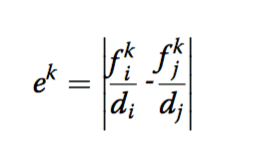 e^k = | f_i^k / d_i - f_j^k / d_j |